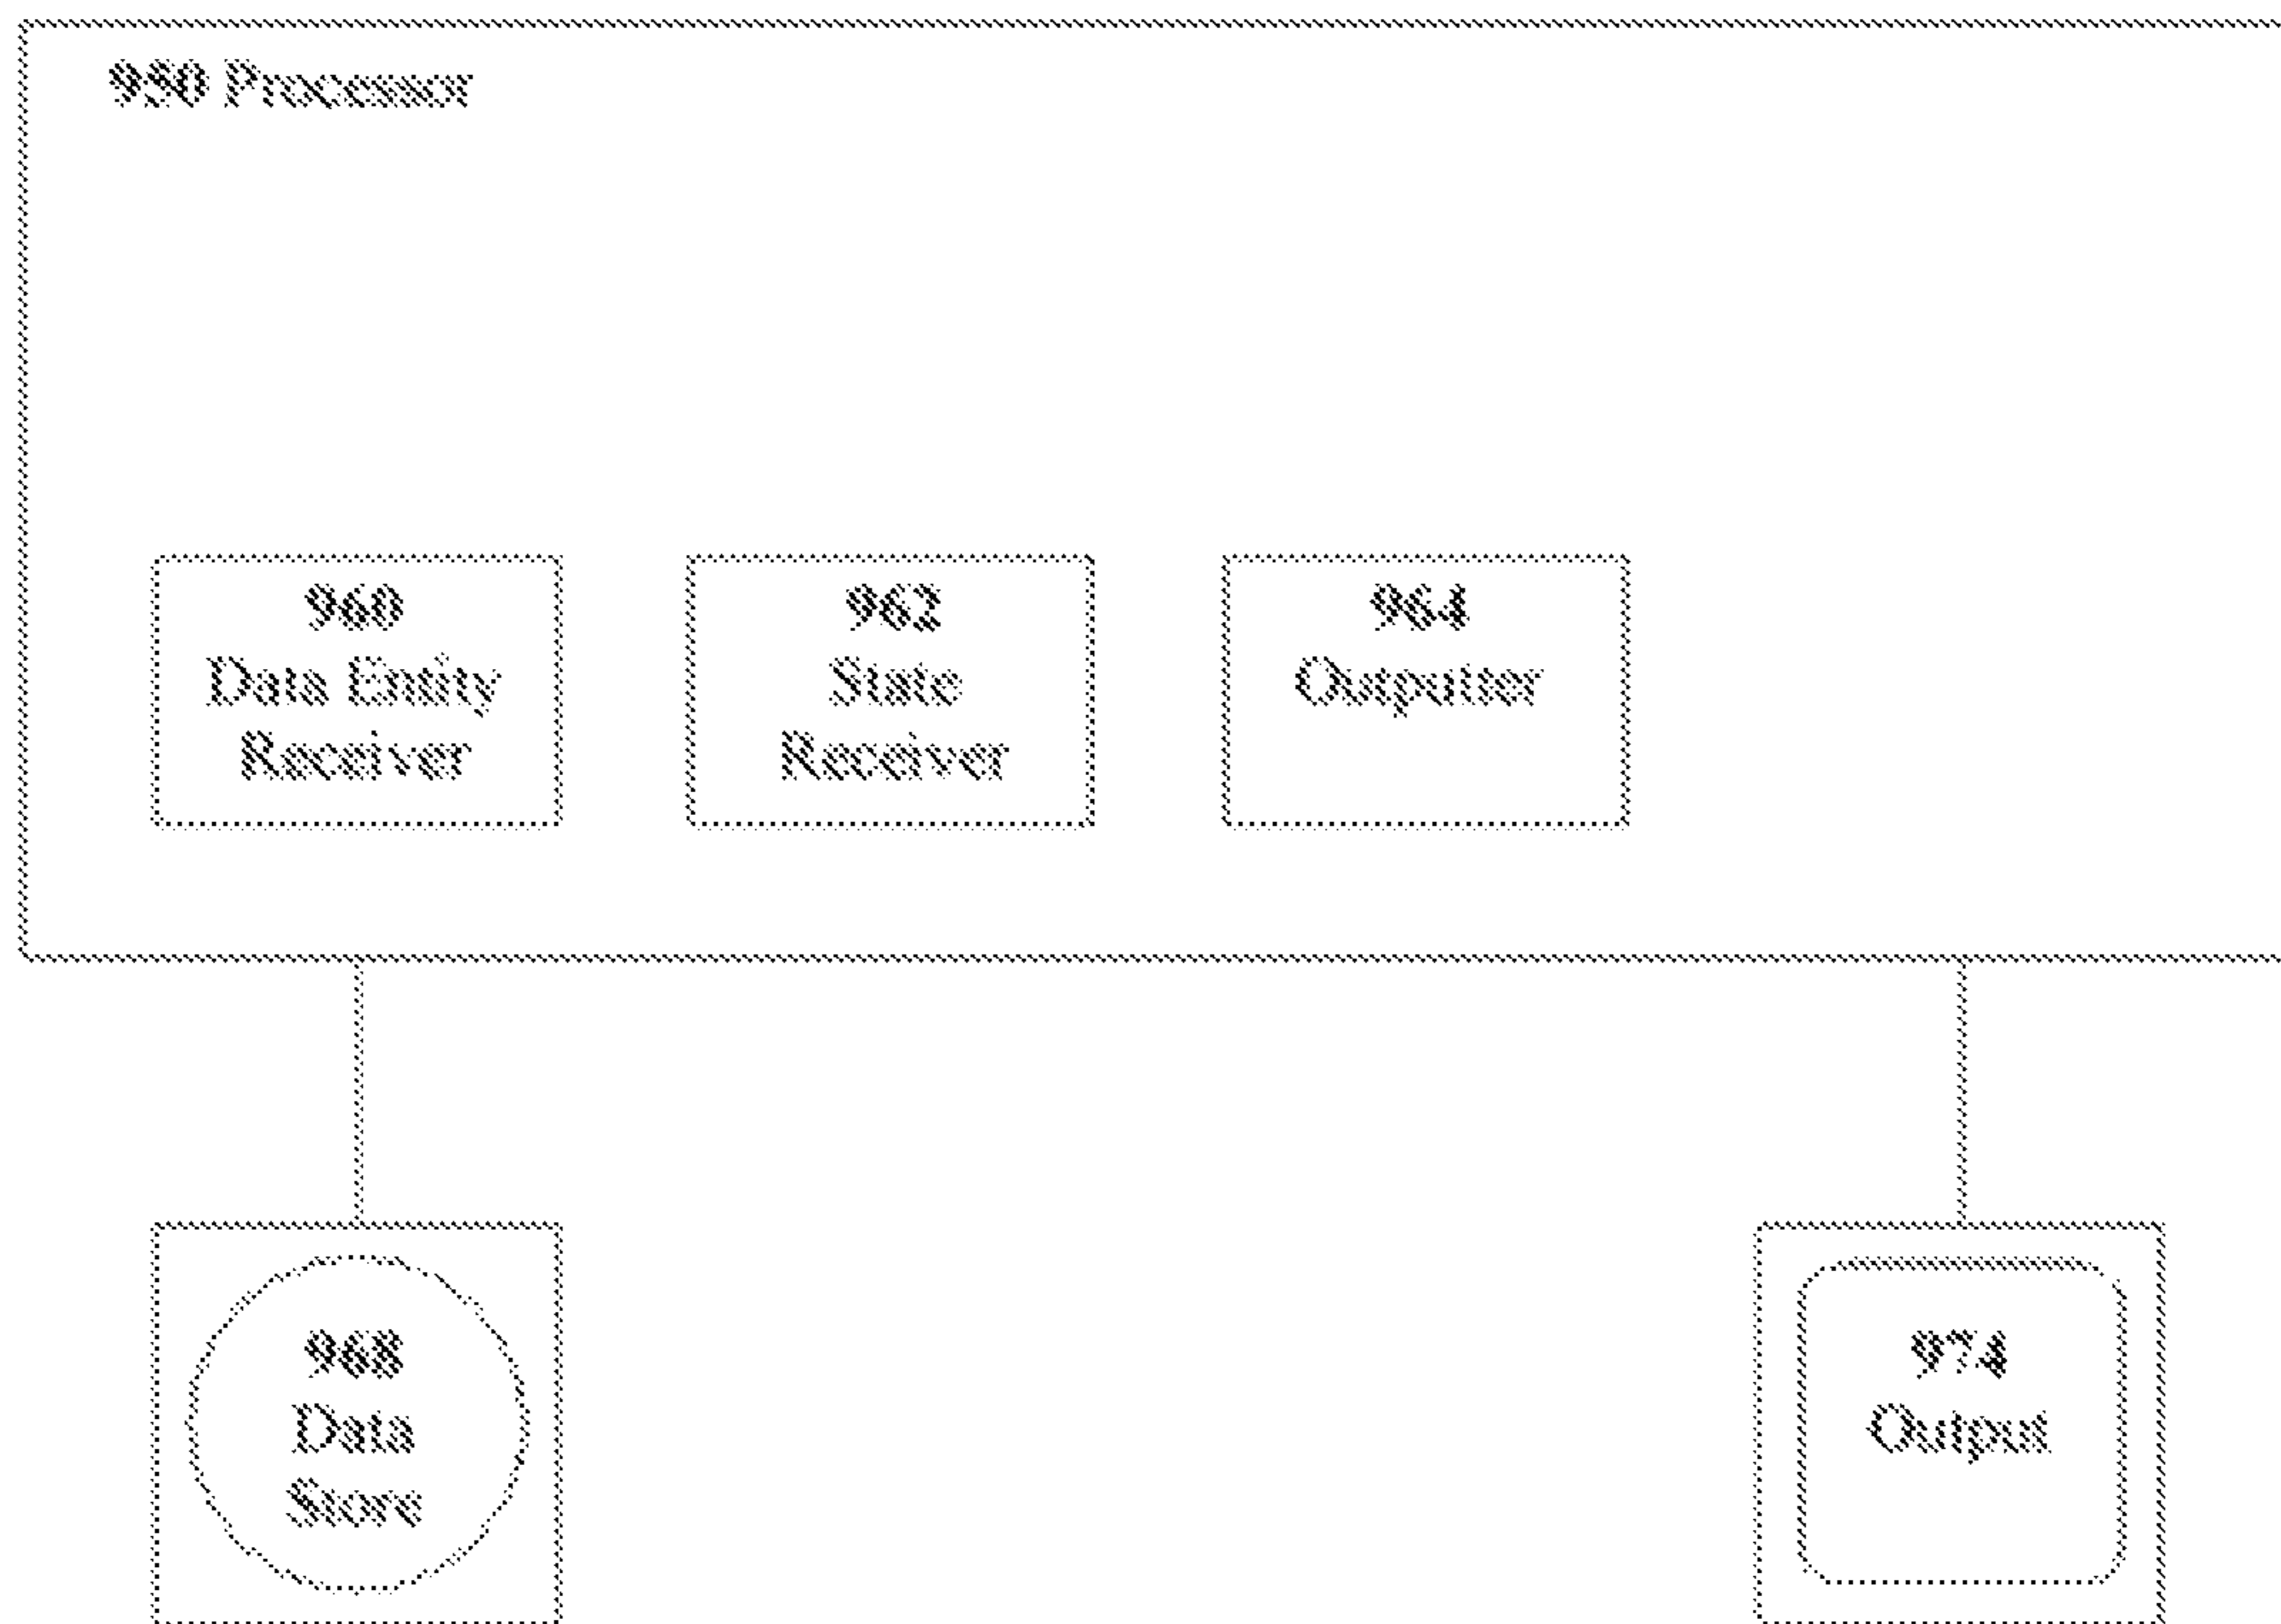 950 Processor
960
Data Entity
Receiver
962
State
Receiver
964
Outputter
968
Data
Store
974
Output